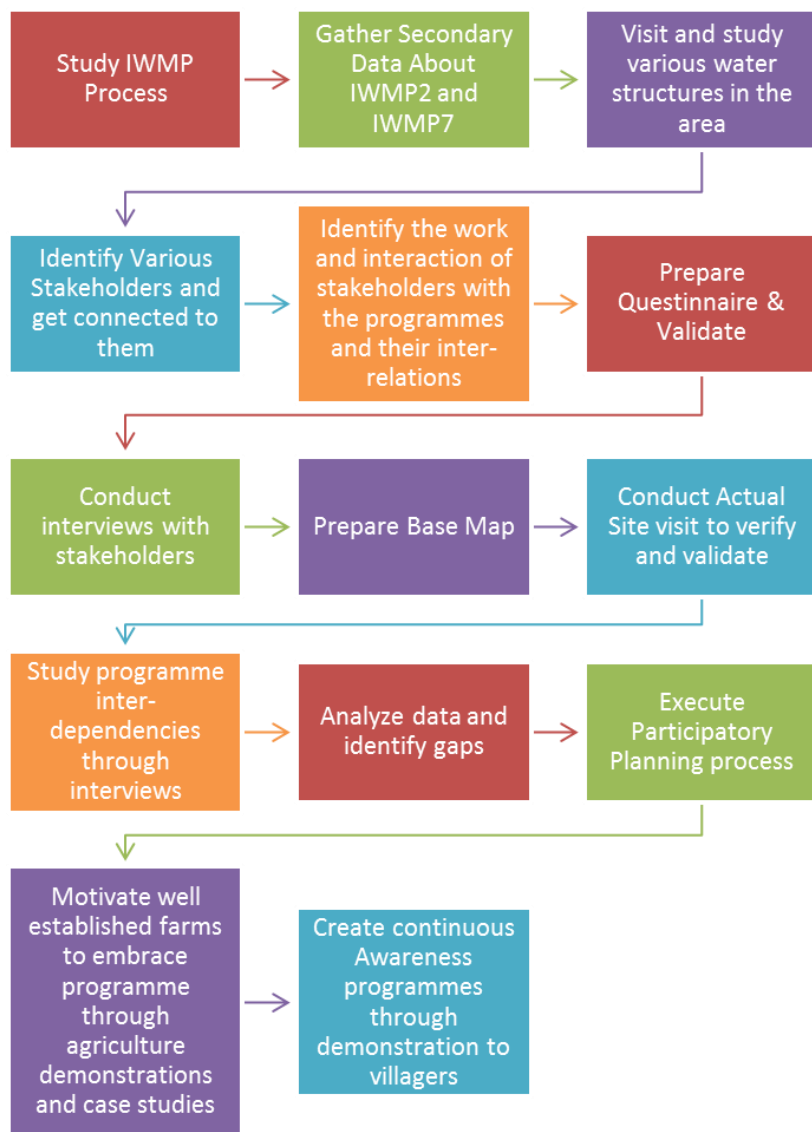 Study IWMP
Process
Gather Secondary
Data About
IWMP2 and
IWMP7
Visit and study
various water
structures in the
area
Identify Various
Stakeholders and
get connected to
them
Identify the work
and interaction of
stakeholders with
the programmes
and their inter-
relations
Prepare
Questinnaire &
Validate
Conduct
interviews with
stakeholders
Prepare Base Map
Conduct Actual
Site visit to verify
and validate
Study programme
inter-
dependencies
through
interviews
Analyze data and
identify gaps
Execute
Participatory
Planning process
Motivate well
established farms
to embrace
programme
through
agriculture
demonstrations
and case studies
Create continuous
Awareness
programmes
through
demonstration to
villagers